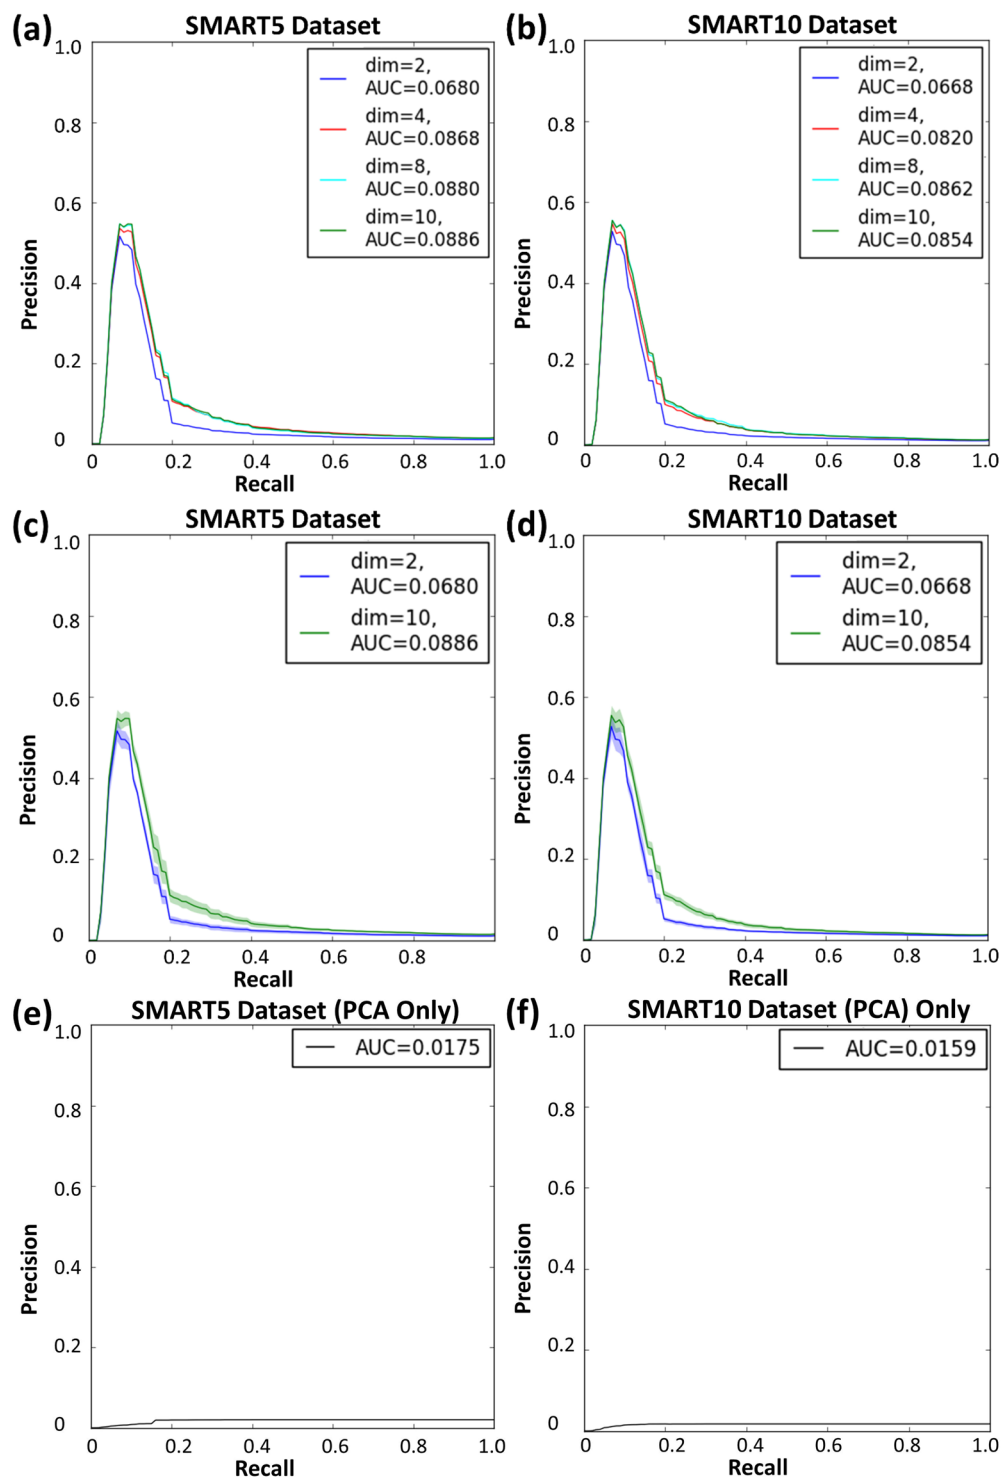 (a) SMART5 Dataset
1.0
0.8
0.6
0.4
0.2
0
Precision
dim=2,
AUC=0.0680
dim=4,
AUC=0.0868
dim=8,
AUC=0.0880
dim=10,
AUC=0.0886
0 0.2 0.4 0.6 0.8 1.0
Recall
(b) SMART10 Dataset
1.0
0.8
0.6
0.4
0.2
0
Precision
dim=2,
AUC=0.0668
dim=4,
AUC=0.0820
dim=8,
AUC=0.0862
dim=10,
AUC=0.0854
0 0.2 0.4 0.6 0.8 1.0
Recall
(c) SMART5 Dataset
1.0
0.8
0.6
0.4
0.2
0
Precision
dim=2,
AUC=0.0680
dim=10,
AUC=0.0886
0 0.2 0.4 0.6 0.8 1.0
Recall
(d) SMART10 Dataset
1.0
0.8
0.6
0.4
0.2
0
Precision
dim=2,
AUC=0.0668
dim=10,
AUC=0.0854
0 0.2 0.4 0.6 0.8 1.0
Recall
(e) SMART5 Dataset (PCA Only)
1.0
0.8
0.6
0.4
0.2
0
Precision
AUC=0.0175
0 0.2 0.4 0.6 0.8 1.0
Recall
(f) SMART10 Dataset (PCA) Only
1.0
0.8
0.6
0.4
0.2
0
Precision
AUC=0.0159
0 0.2 0.4 0.6 0.8 1.0
Recall